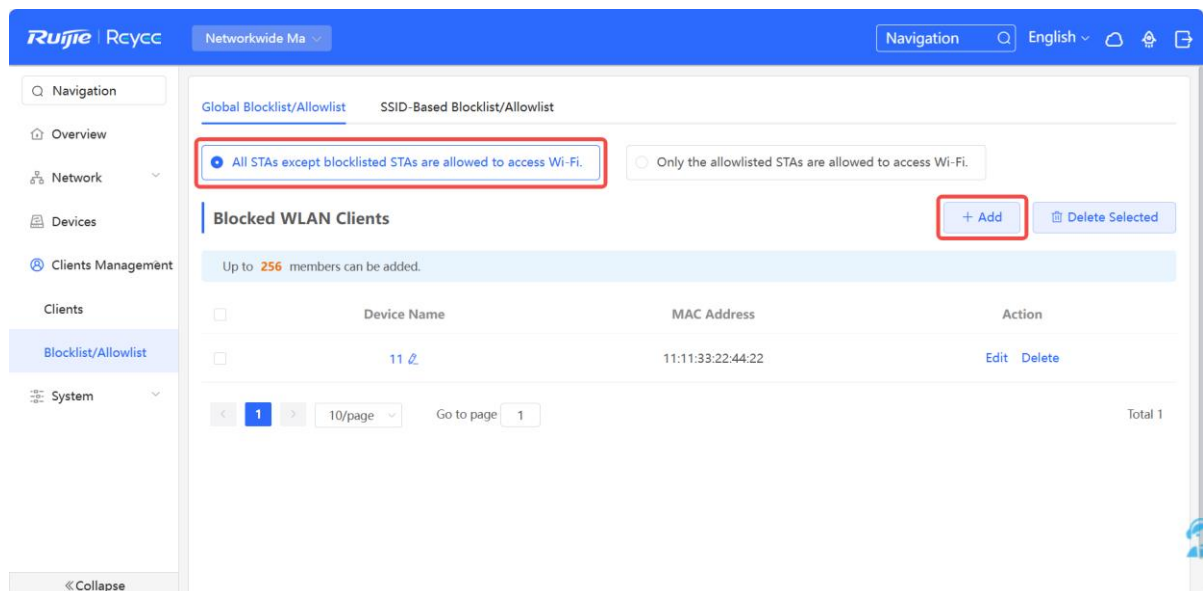 Ruijie | Rcycc Networkwide Ma Navigation English
Navigation
Overview
Network
Devices
Clients Management
Clients
Blocklist/Allowlist
System
Collapse
Global Blocklist/Allowlist SSID-Based Blocklist/Allowlist
All STAs except blocklisted STAs are allowed to access Wi-Fi. Only the allowlisted STAs are allowed to access Wi-Fi.
Blocked WLAN Clients + Add Delete Selected
Up to 256 members can be added.
Device Name MAC Address Action
11 11:11:33:22:44:22 Edit Delete
< 1 > 10/page Go to page 1 Total 1